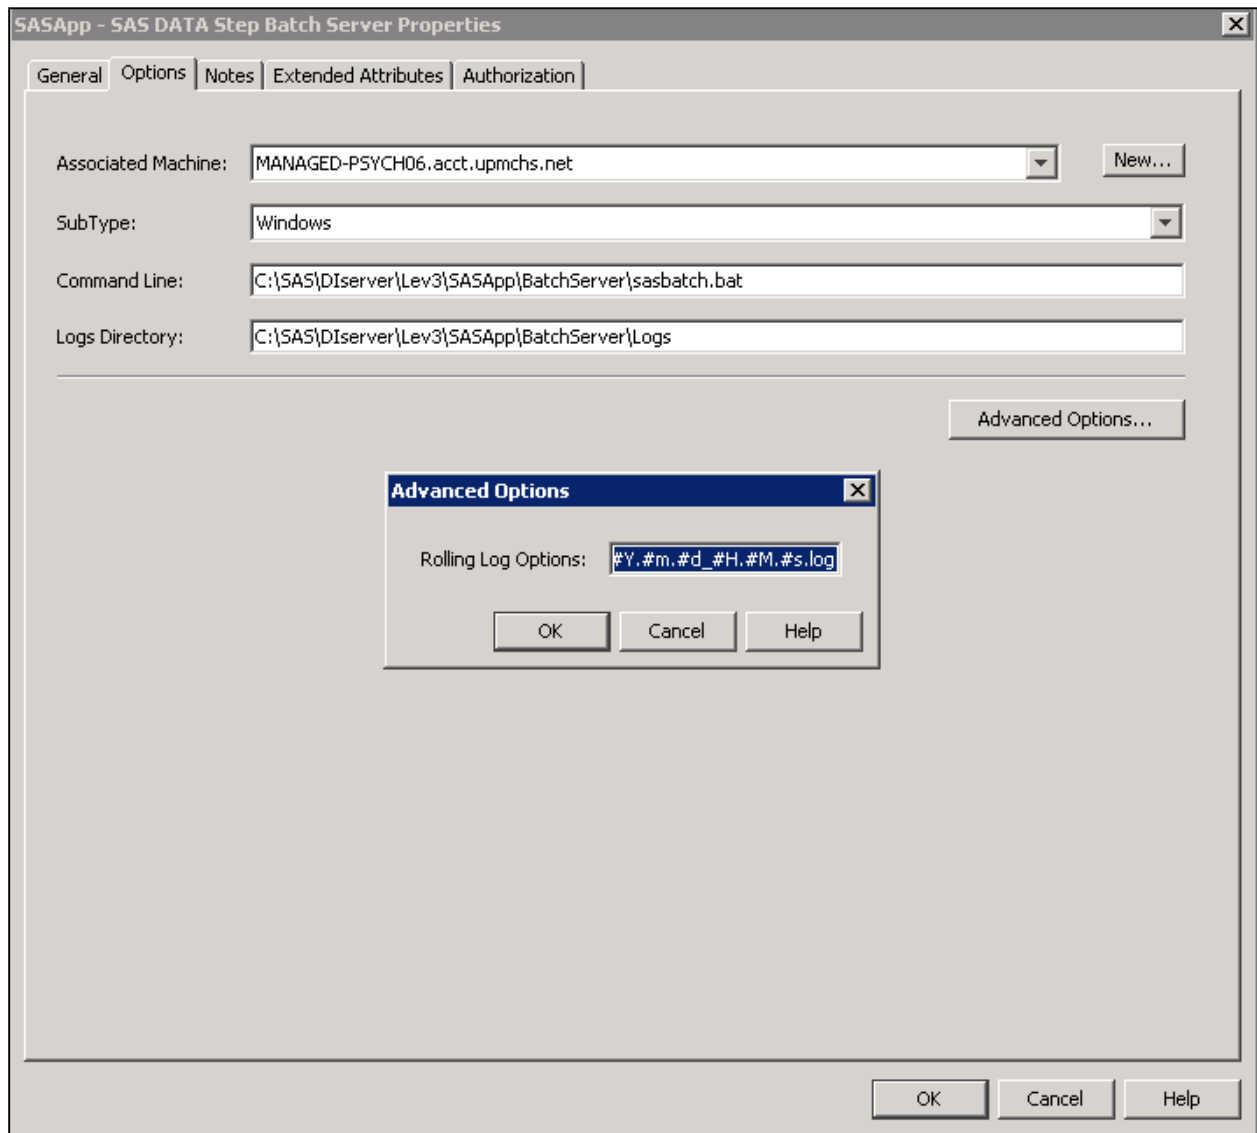 SASApp - SAS DATA Step Batch Server Properties
General Options Notes Extended Attributes Authorization
Associated Machine: MANAGED-PSYCH06.acct.upmchs.net New...
SubType: Windows
Command Line: C:\SAS\DIserver\Lev3\SASApp\BatchServer\sasbatch.bat
Logs Directory: C:\SAS\DIserver\Lev3\SASApp\BatchServer\Logs
Advanced Options...
Advanced Options
Rolling Log Options: #Y.#m.#d_#H.#M.#s.log
OK Cancel Help
OK Cancel Help